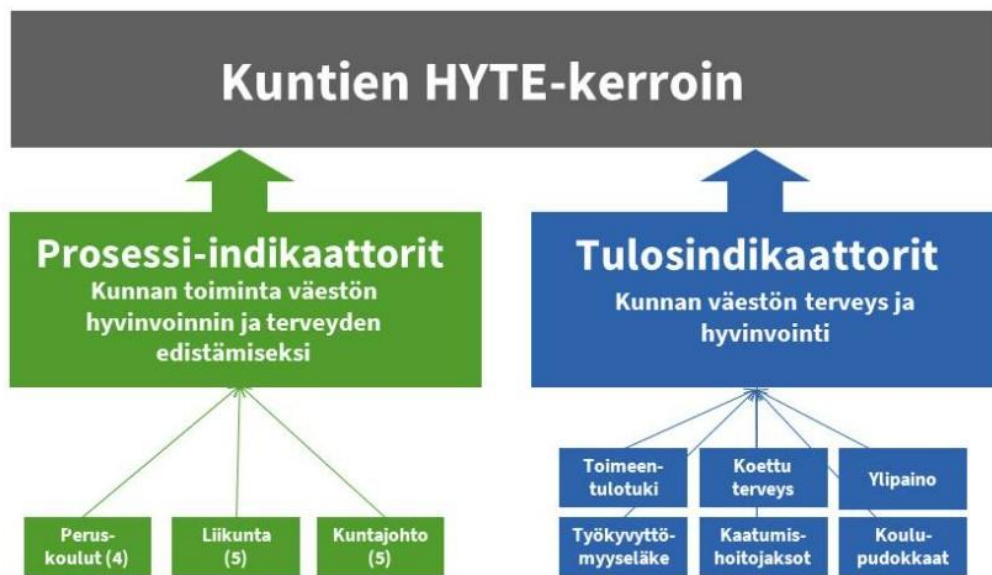 Kuntien HYTE-kerroin
Prosessi-indikaattorit
Kunnan toiminta väestön
hyvinvoinnin ja terveyden
edistämiseksi
Tulosindikaattorit
Kunnan väestön terveys ja
hyvinvointi
Perus-
koulut (4)
Liikunta
(5)
Kuntajohto
(5)
Toimeen-
tulotuki
Koettu
terveys
Ylipaino
Työkyvyttö-
myyseläke
Kaatumis-
hoitojaksot
Koulu-
pudokkaat